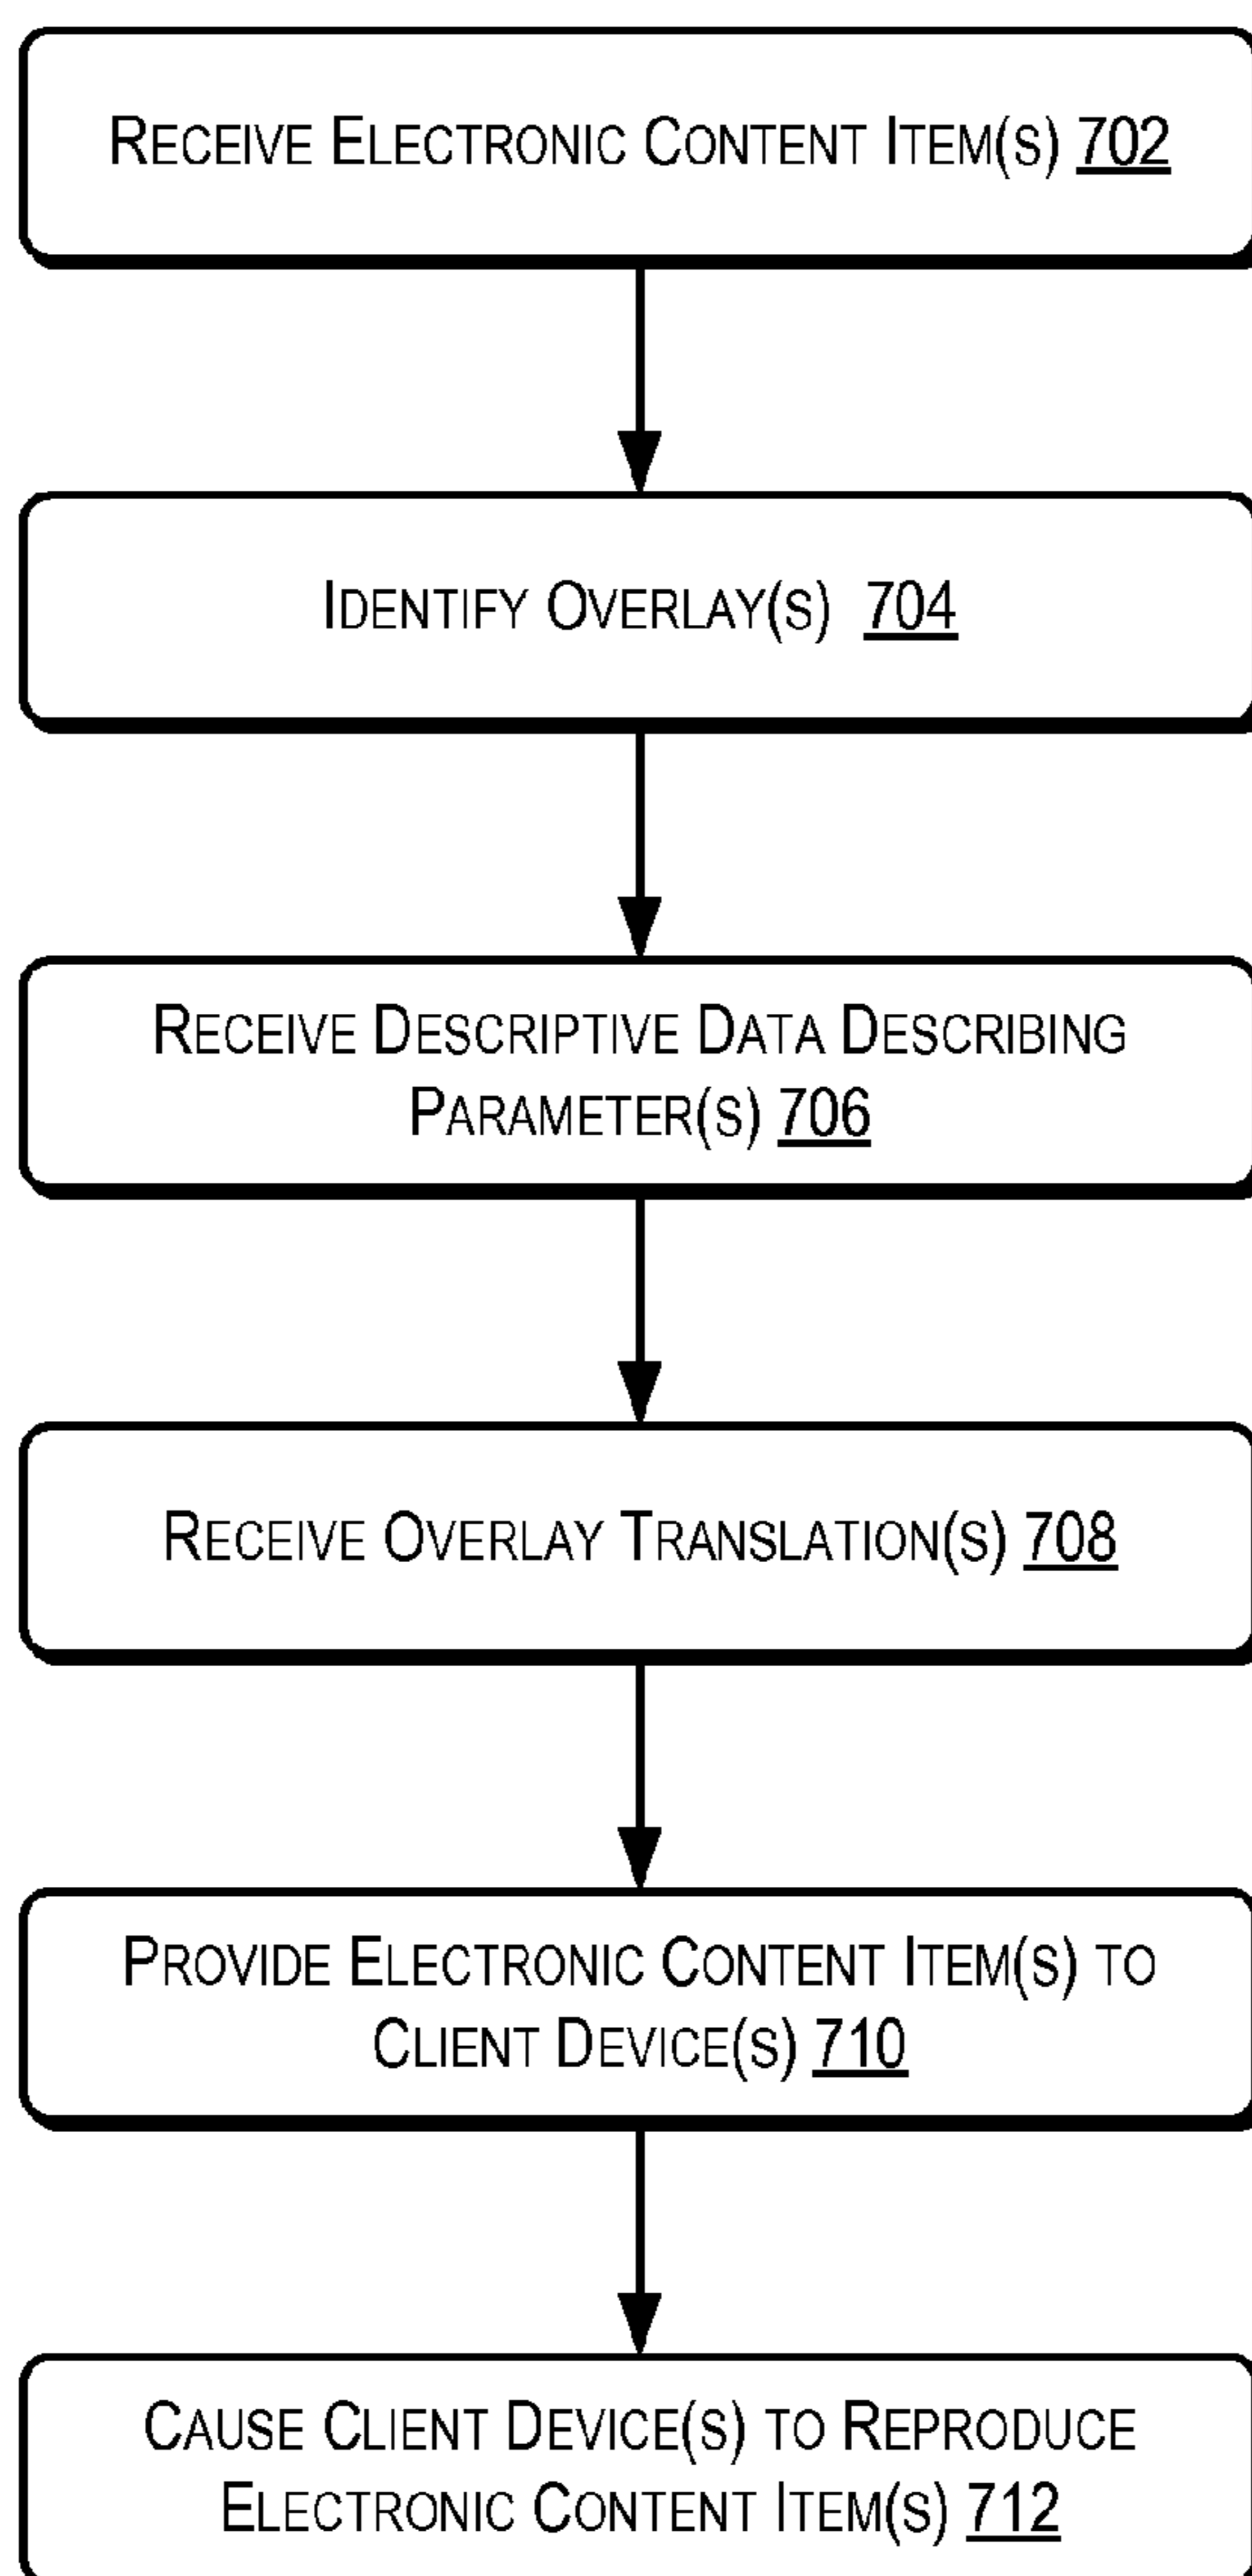 RECEIVE ELECTRONIC CONTENT ITEM(S) 702
IDENTIFY OVERLAY(S) 704
RECEIVE DESCRIPTIVE DATA DESCRIBING
PARAMETER(S) 706
RECEIVE OVERLAY TRANSLATION(S) 708
PROVIDE ELECTRONIC CONTENT ITEM(S) TO
CLIENT DEVICE(S) 710
CAUSE CLIENT DEVICE(S) TO REPRODUCE
ELECTRONIC CONTENT ITEM(S) 712